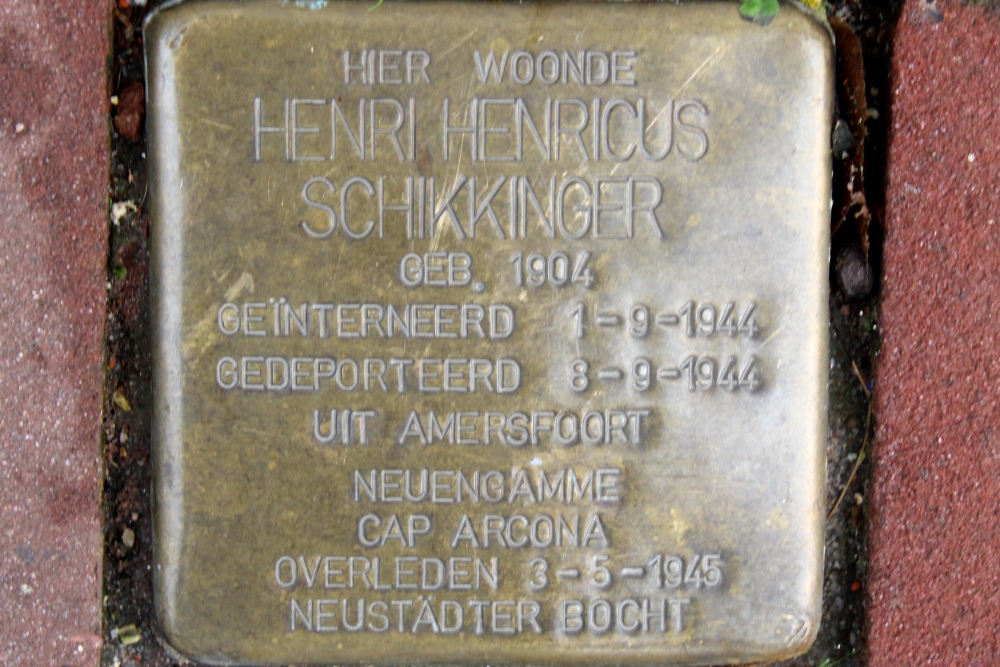 HIER WOONDE
HENRI HENRICUS
SCHIKKINGER
GEB. 1904
GEÏNTERNEERD 1-9-1944
GEDEPORTEERD 8-9-1944
UIT AMERSFOORT
NEUENGAMME
CAP ARCONA
OVERLEDEN 3-5-1945
NEUSTÄDTER BOCHT